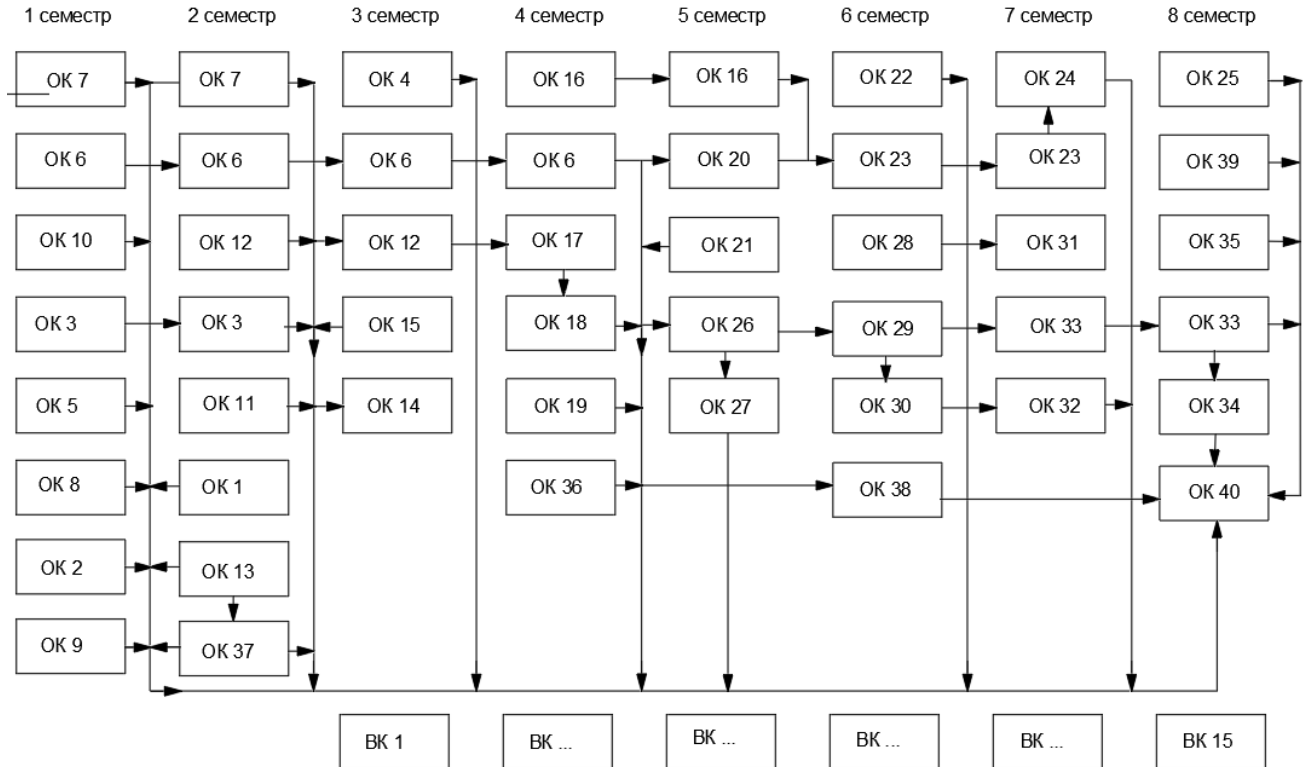 1 семестр 2 семестр 3 семестр 4 семестр 5 семестр 6 семестр 7 семестр 8 семестр
ОК 7 ОК 7 ОК 4 ОК 16 ОК 16 ОК 22 ОК 24 ОК 25
ОК 6 ОК 6 ОК 6 ОК 6 ОК 20 ОК 23 ОК 23 ОК 39
ОК 10 ОК 12 ОК 12 ОК 17 ОК 21 ОК 28 ОК 31 ОК 35
ОК 3 ОК 3 ОК 15 ОК 18 ОК 26 ОК 29 ОК 33 ОК 33
ОК 5 ОК 11 ОК 14 ОК 19 ОК 27 ОК 30 ОК 32 ОК 34
ОК 8 ОК 1 ОК 36 ОК 38 ОК 40
ОК 2 ОК 13
ОК 9 ОК 37
ВК 1 ВК ... ВК ... ВК ... ВК ... ВК 15